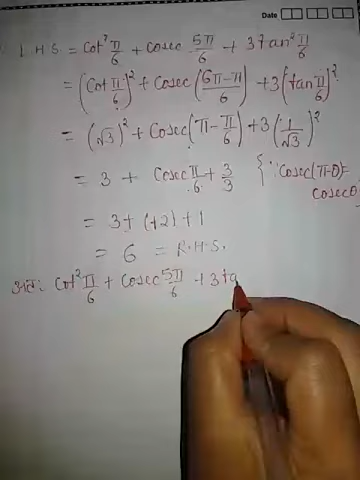 Date
L.H.S. = Cot²π/6 + cosec 5π/6 + 3tan²π/6
= (Cot π/6)² + Cosec(6π-π/6) + 3(tan π/6)²
= (√3)² + Cosec(π-π/6) + 3(1/√3)²
= 3 + Cosec π/6 + 3/3 {∵ Cosec(π-θ)=
Cosecθ
= 3+ (+2) + 1
= 6 = R.H.S.
अतः Cot²π/6 + Cosec 5π/6 + 3ta